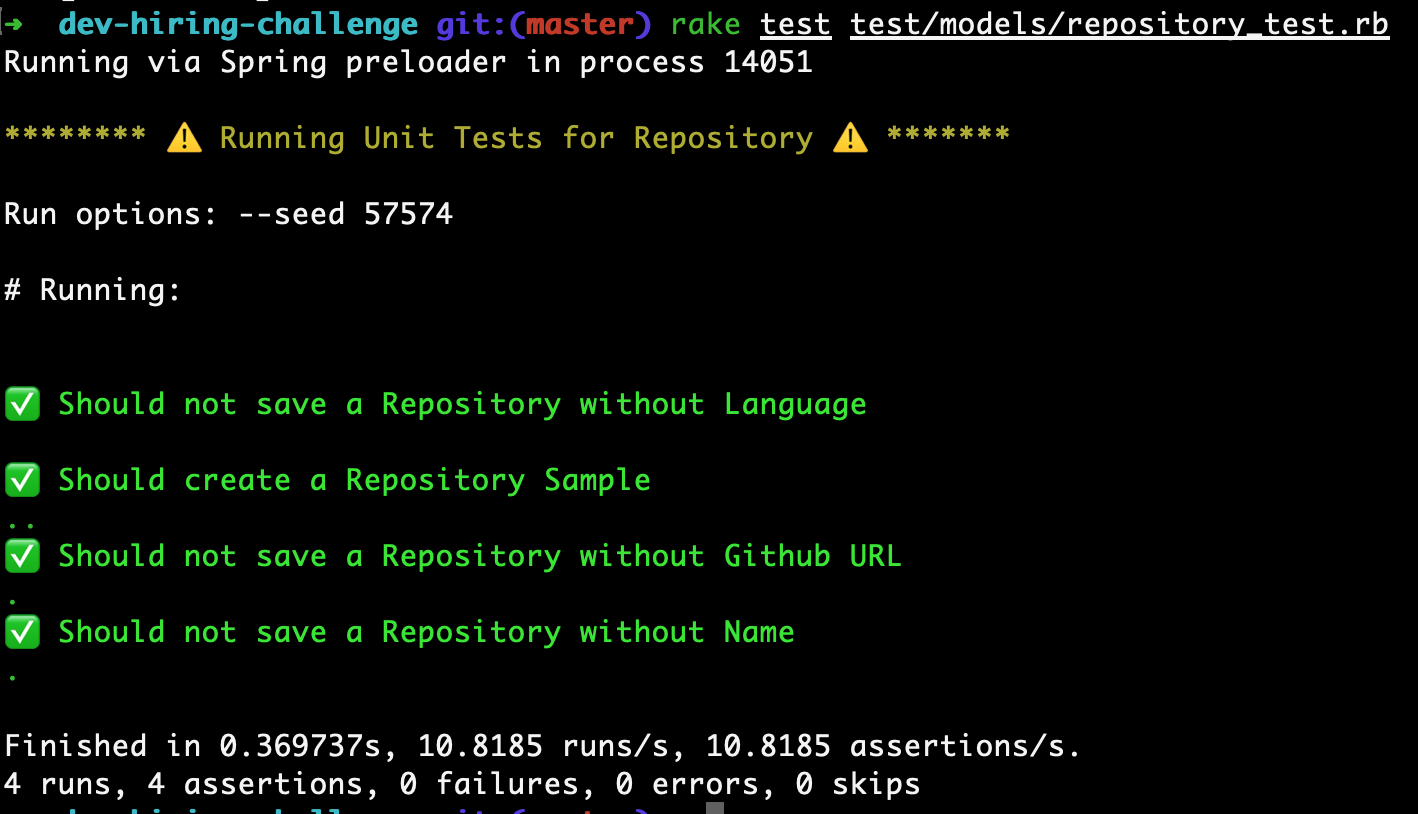 ➜ dev-hiring-challenge git:(master) rake test test/models/repository_test.rb
Running via Spring preloader in process 14051
******** ⚠️ Running Unit Tests for Repository ⚠️ *******
Run options: --seed 57574
# Running:
✅ Should not save a Repository without Language
✅ Should create a Repository Sample
..
✅ Should not save a Repository without Github URL
.
✅ Should not save a Repository without Name
.
Finished in 0.369737s, 10.8185 runs/s, 10.8185 assertions/s.
4 runs, 4 assertions, 0 failures, 0 errors, 0 skips